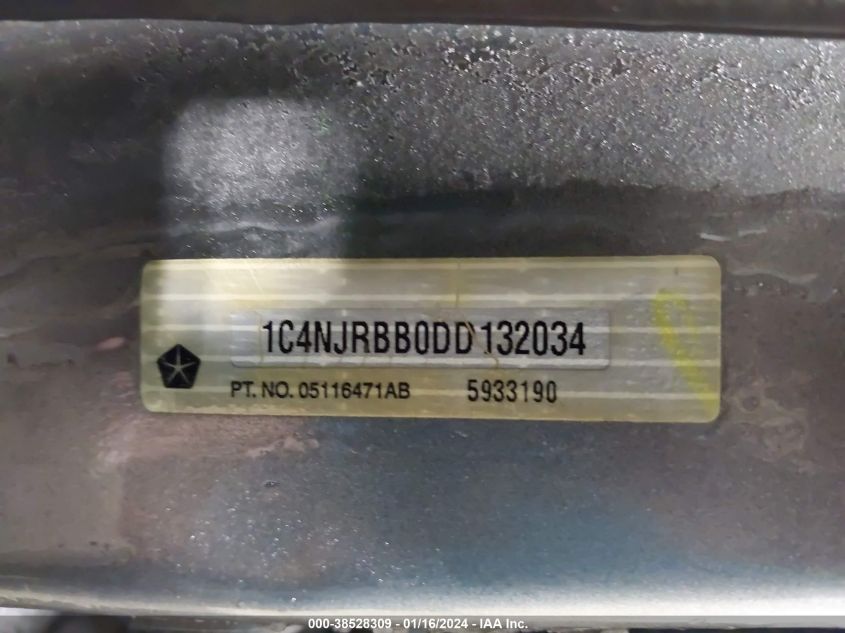 1C4NJRBB0DD132034
PT. NO. 05116471AB 5933190
000-38528309 - 01/16/2024 - IAA Inc.